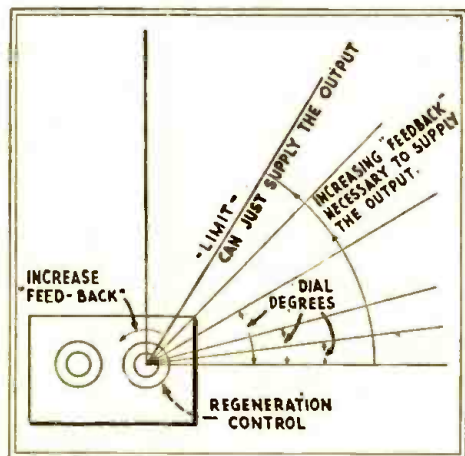 "LIMIT"-
CAN JUST SUPPLY THE OUTPUT
INCREASING "FEEDBACK"
NECESSARY TO SUPPLY
THE OUTPUT.
"INCREASE
FEED-BACK"
DIAL
DEGREES
REGENERATION
CONTROL